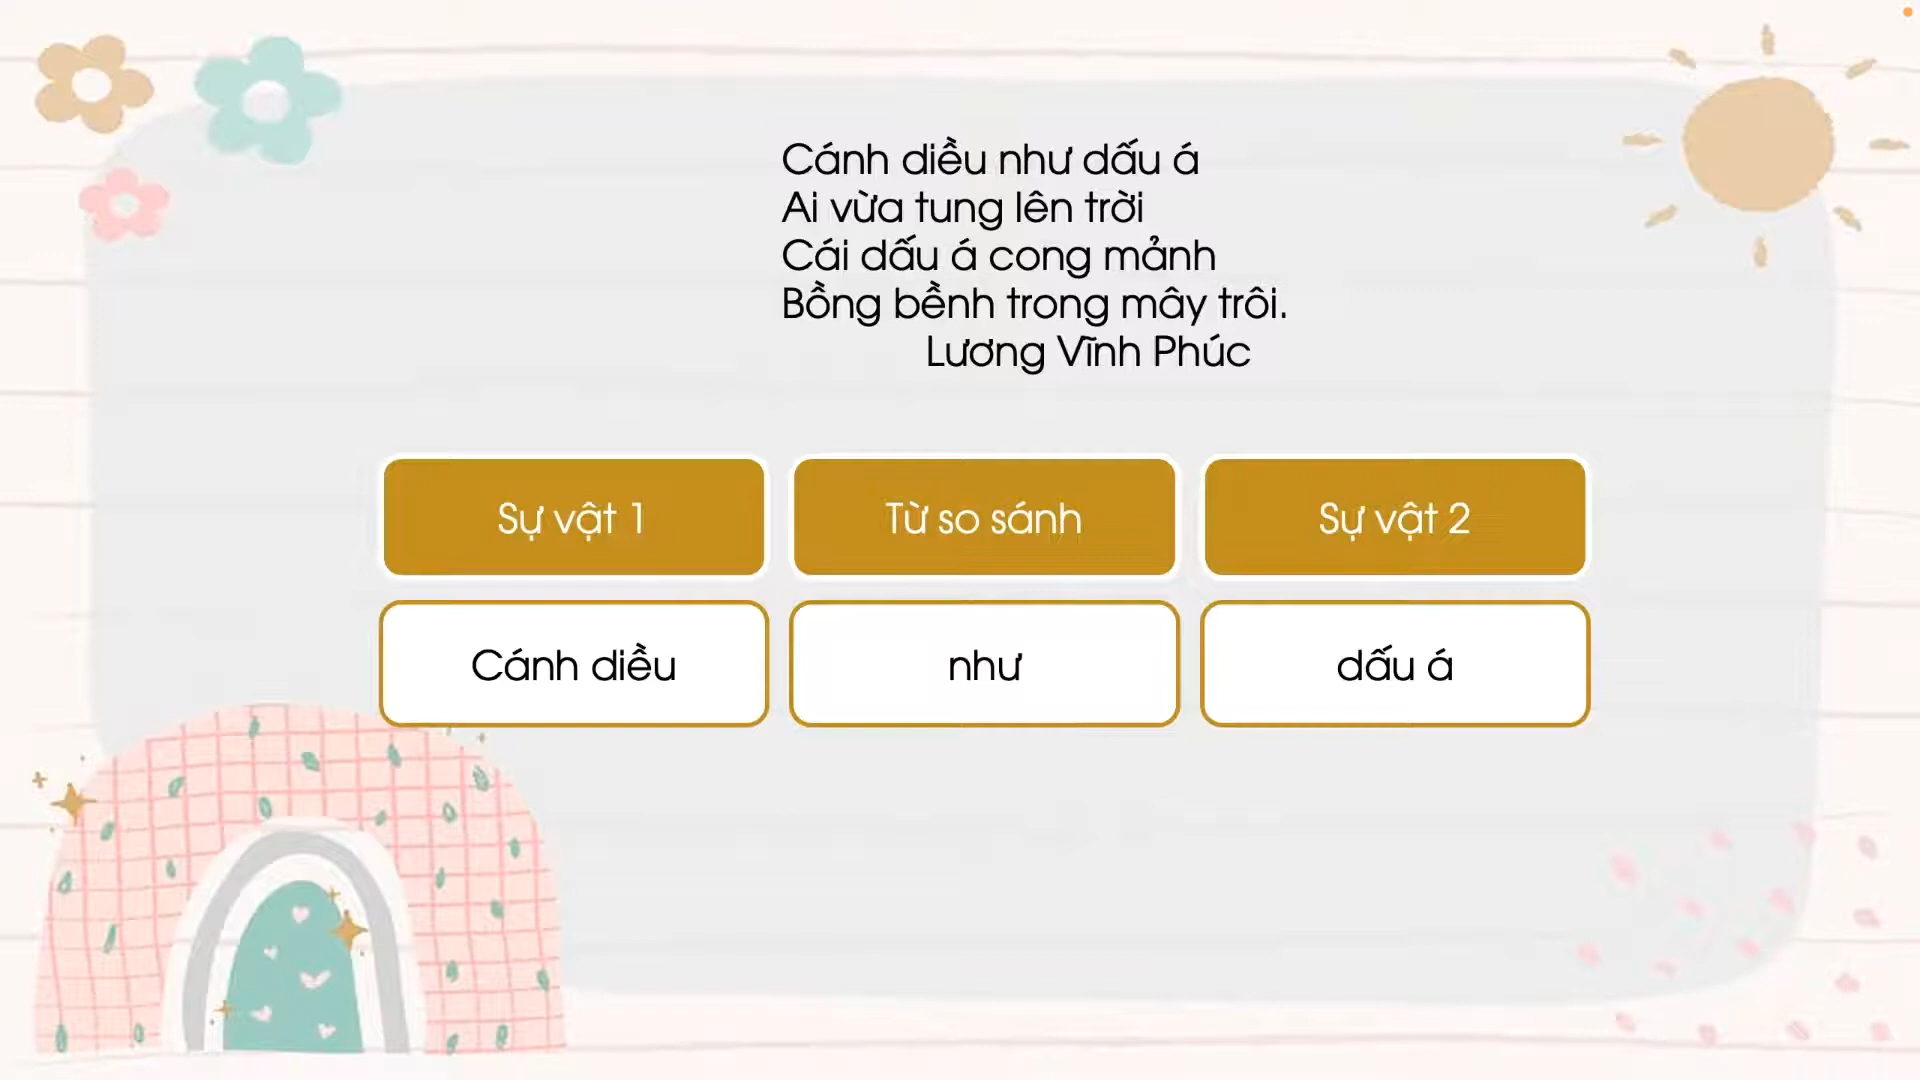 Cánh diều như dấu á
Ai vừa tung lên trời
Cái dấu á cong mảnh
Bồng bềnh trong mây trôi.
Lương Vĩnh Phúc
Sự vật 1
Từ so sánh
Sự vật 2
Cánh diều
như
dấu á